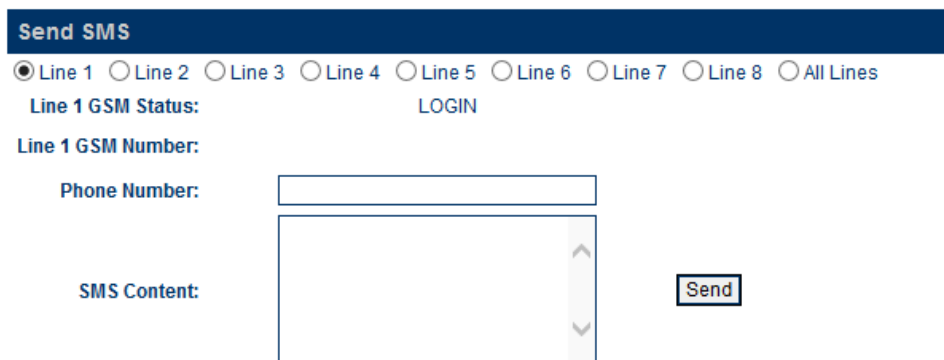 Send SMS
Line 1 Line 2 Line 3 Line 4 Line 5 Line 6 Line 7 Line 8 All Lines
Line 1 GSM Status: LOGIN
Line 1 GSM Number:
Phone Number:
SMS Content: Send